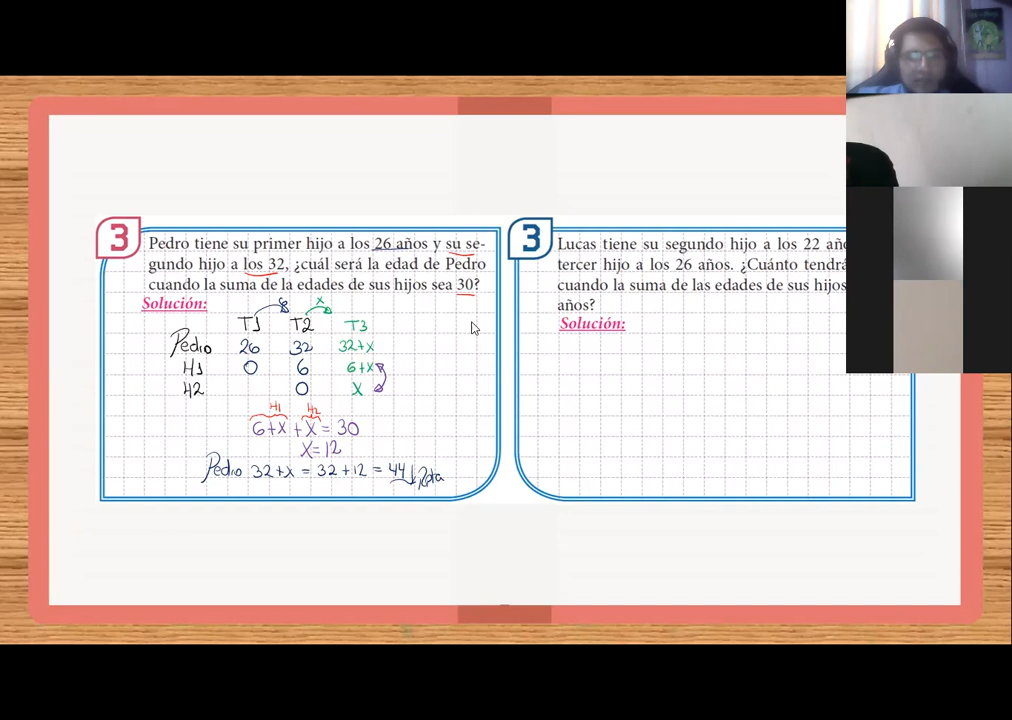 3
Pedro tiene su primer hijo a los 26 años y su se-
gundo hijo a los 32, ¿cuál será la edad de Pedro
cuando la suma de la edades de sus hijos sea 30?
Solución:
x
T1 T2 T3
Pedro 26 32 32+x
H1 0 6 6+x
H2 0 x
H1 H2
6+x + x = 30
x=12
Pedro 32+x = 32+12 = 44 Rpta
3
Lucas tiene su segundo hijo a los 22
tercer hijo a los 26 años. ¿Cuánto tendrá
cuando la suma de las edades de sus hijos
años?
Solución: